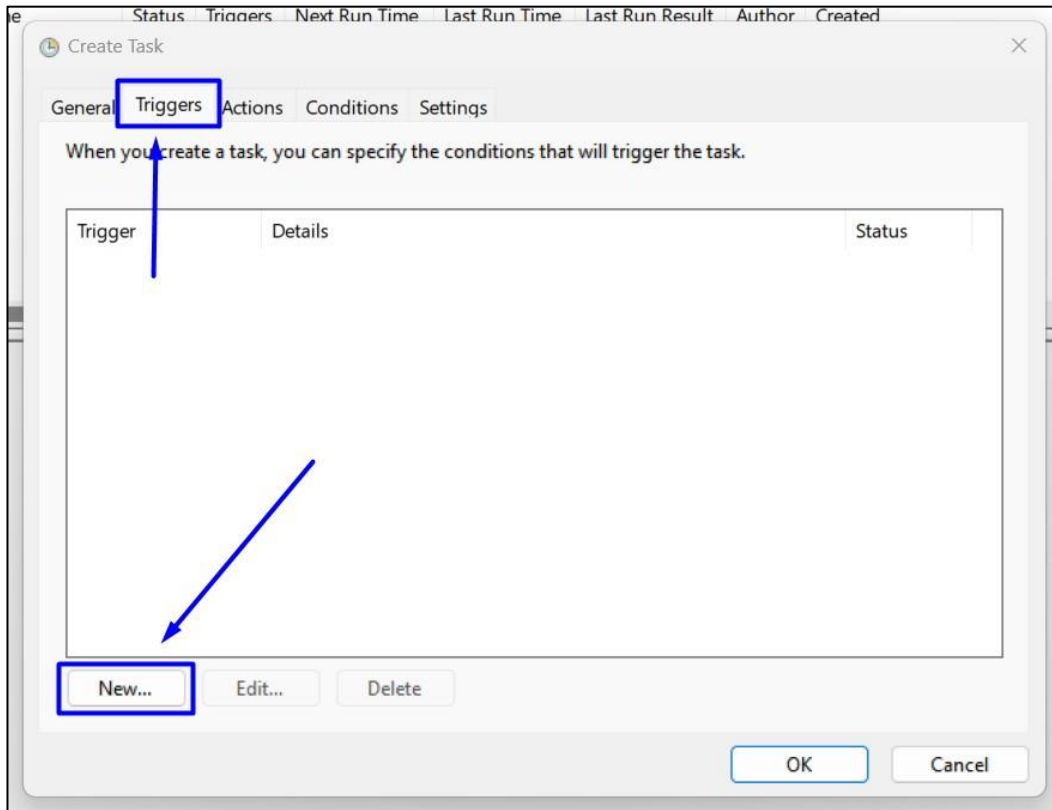 Status Triggers Next Run Time Last Run Time Last Run Result Author Created
Create Task
General Triggers Actions Conditions Settings
When you create a task, you can specify the conditions that will trigger the task.
Trigger Details Status
New... Edit... Delete
OK Cancel